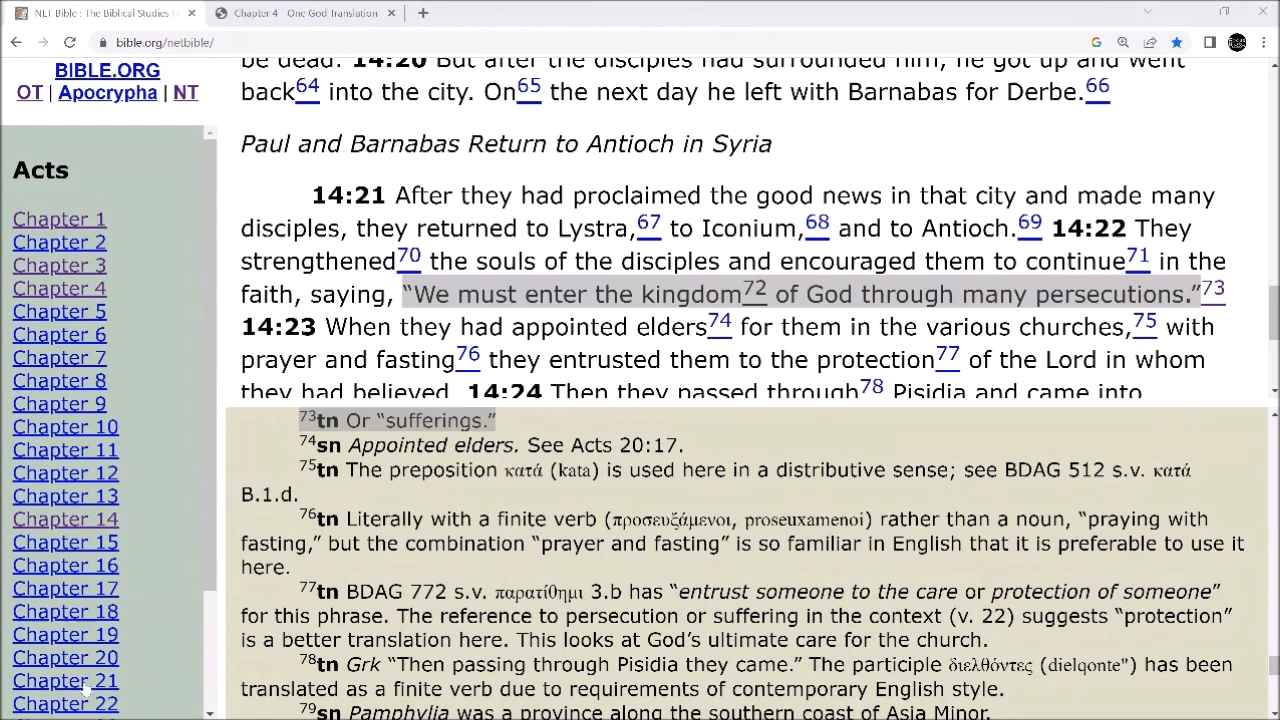 NET Bible : The Biblical Studies F
Chapter 4 One God Translation
bible.org/netbible/
BIBLE.ORG
OT | Apocrypha | NT
Acts
Chapter 1
Chapter 2
Chapter 3
Chapter 4
Chapter 5
Chapter 6
Chapter 7
Chapter 8
Chapter 9
Chapter 10
Chapter 11
Chapter 12
Chapter 13
Chapter 14
Chapter 15
Chapter 16
Chapter 17
Chapter 18
Chapter 19
Chapter 20
Chapter 21
Chapter 22
be dead. 14:20 But after the disciples had surrounded him, he got up and went
back64 into the city. On65 the next day he left with Barnabas for Derbe.66
Paul and Barnabas Return to Antioch in Syria
14:21 After they had proclaimed the good news in that city and made many
disciples, they returned to Lystra,67 to Iconium,68 and to Antioch.69 14:22 They
strengthened70 the souls of the disciples and encouraged them to continue71 in the
faith, saying, “We must enter the kingdom72 of God through many persecutions.”73
14:23 When they had appointed elders74 for them in the various churches,75 with
prayer and fasting76 they entrusted them to the protection77 of the Lord in whom
they had believed. 14:24 Then they passed through78 Pisidia and came into
73tn Or “sufferings.”
74sn Appointed elders. See Acts 20:17.
75tn The preposition κατά (kata) is used here in a distributive sense; see BDAG 512 s.v. κατά
B.1.d.
76tn Literally with a finite verb (προσευξάμενοι, proseuxamenoi) rather than a noun, “praying with
fasting,” but the combination “prayer and fasting” is so familiar in English that it is preferable to use it
here.
77tn BDAG 772 s.v. παρατίθημι 3.b has “entrust someone to the care or protection of someone”
for this phrase. The reference to persecution or suffering in the context (v. 22) suggests “protection”
is a better translation here. This looks at God’s ultimate care for the church.
78tn Grk “Then passing through Pisidia they came.” The participle διελθόντες (dielqonte") has been
translated as a finite verb due to requirements of contemporary English style.
79sn Pamphylia was a province along the southern coast of Asia Minor.